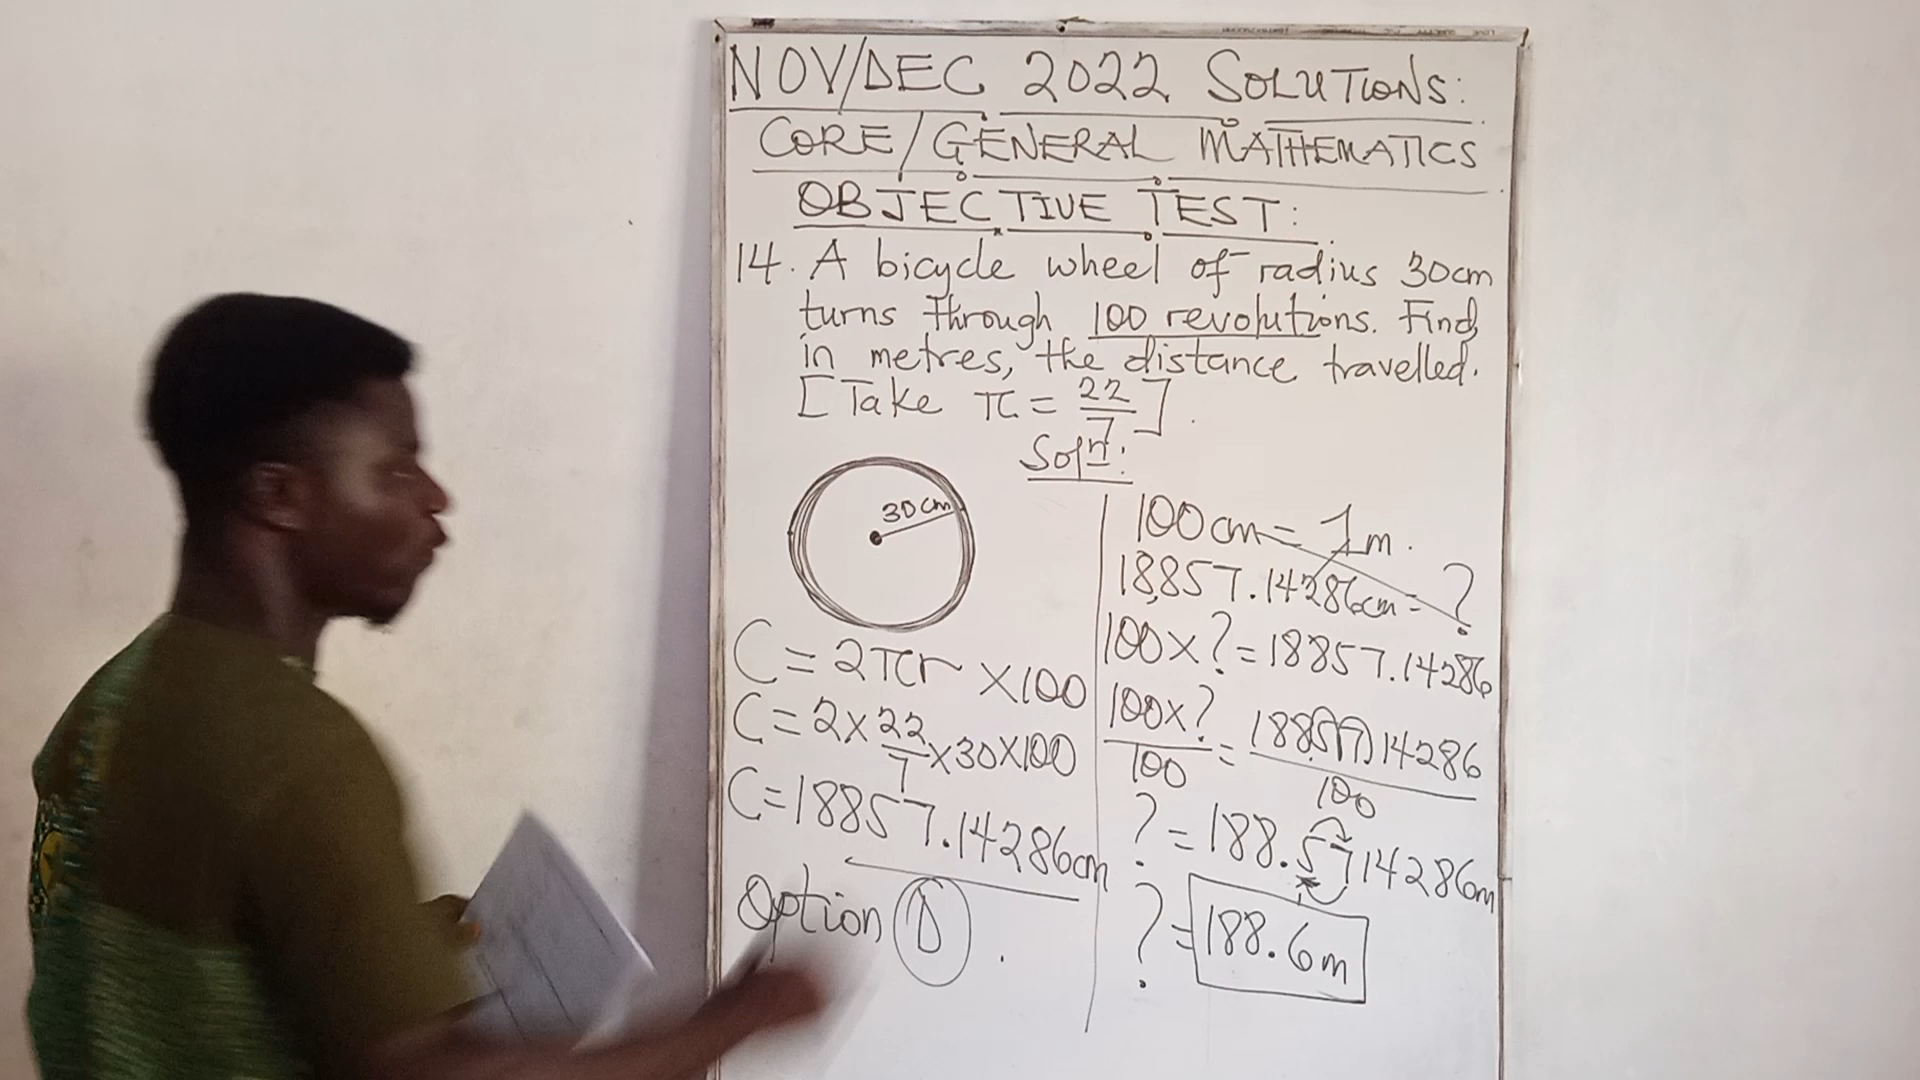 NOV/DEC 2022 SOLUTIONS:
CORE/GENERAL MATHEMATICS
OBJECTIVE TEST:
14. A bicycle wheel of radius 30cm
turns through 100 revolutions. Find,
in metres, the distance travelled.
[Take π = 22/7].
Soln:
30cm
C = 2πr ×100
C = 2×22/7×30×100
C=18857.14286cm
Option D.
100cm = 1m.
18,857.14286cm = ?
100×? = 18857.14286
100×?/100 = 18857.14286/100
? = 188.5714286m
? = 188.6m